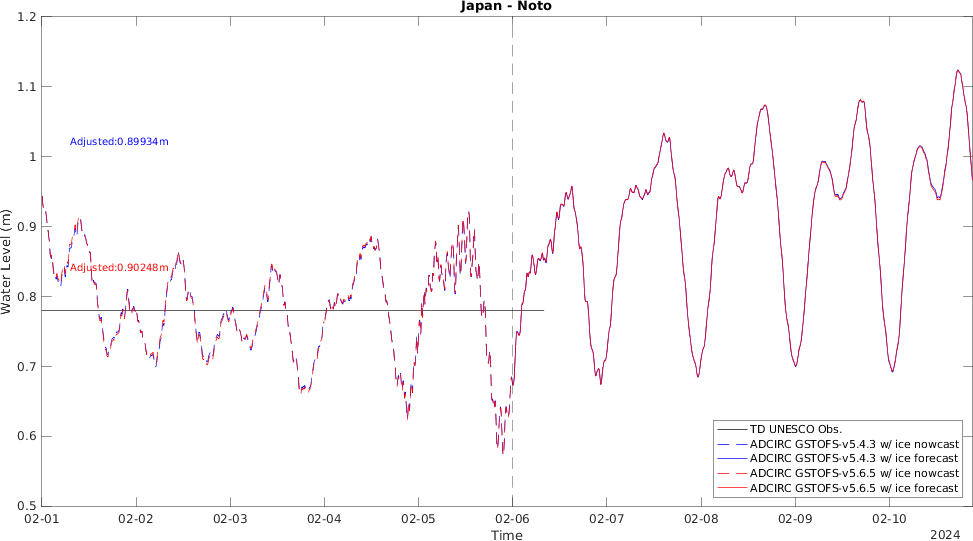 Japan - Noto
1.2
1.1
1
0.9
0.8
0.7
0.6
0.5
Water Level (m)
Adjusted:0.89934m
Adjusted:0.90248m
TD UNESCO Obs.
ADCIRC GSTOFS-v5.4.3 w/ ice nowcast
ADCIRC GSTOFS-v5.4.3 w/ ice forecast
ADCIRC GSTOFS-v5.6.5 w/ ice nowcast
ADCIRC GSTOFS-v5.6.5 w/ ice forecast
02-01 02-02 02-03 02-04 02-05 02-06 02-07 02-08 02-09 02-10
Time
2024